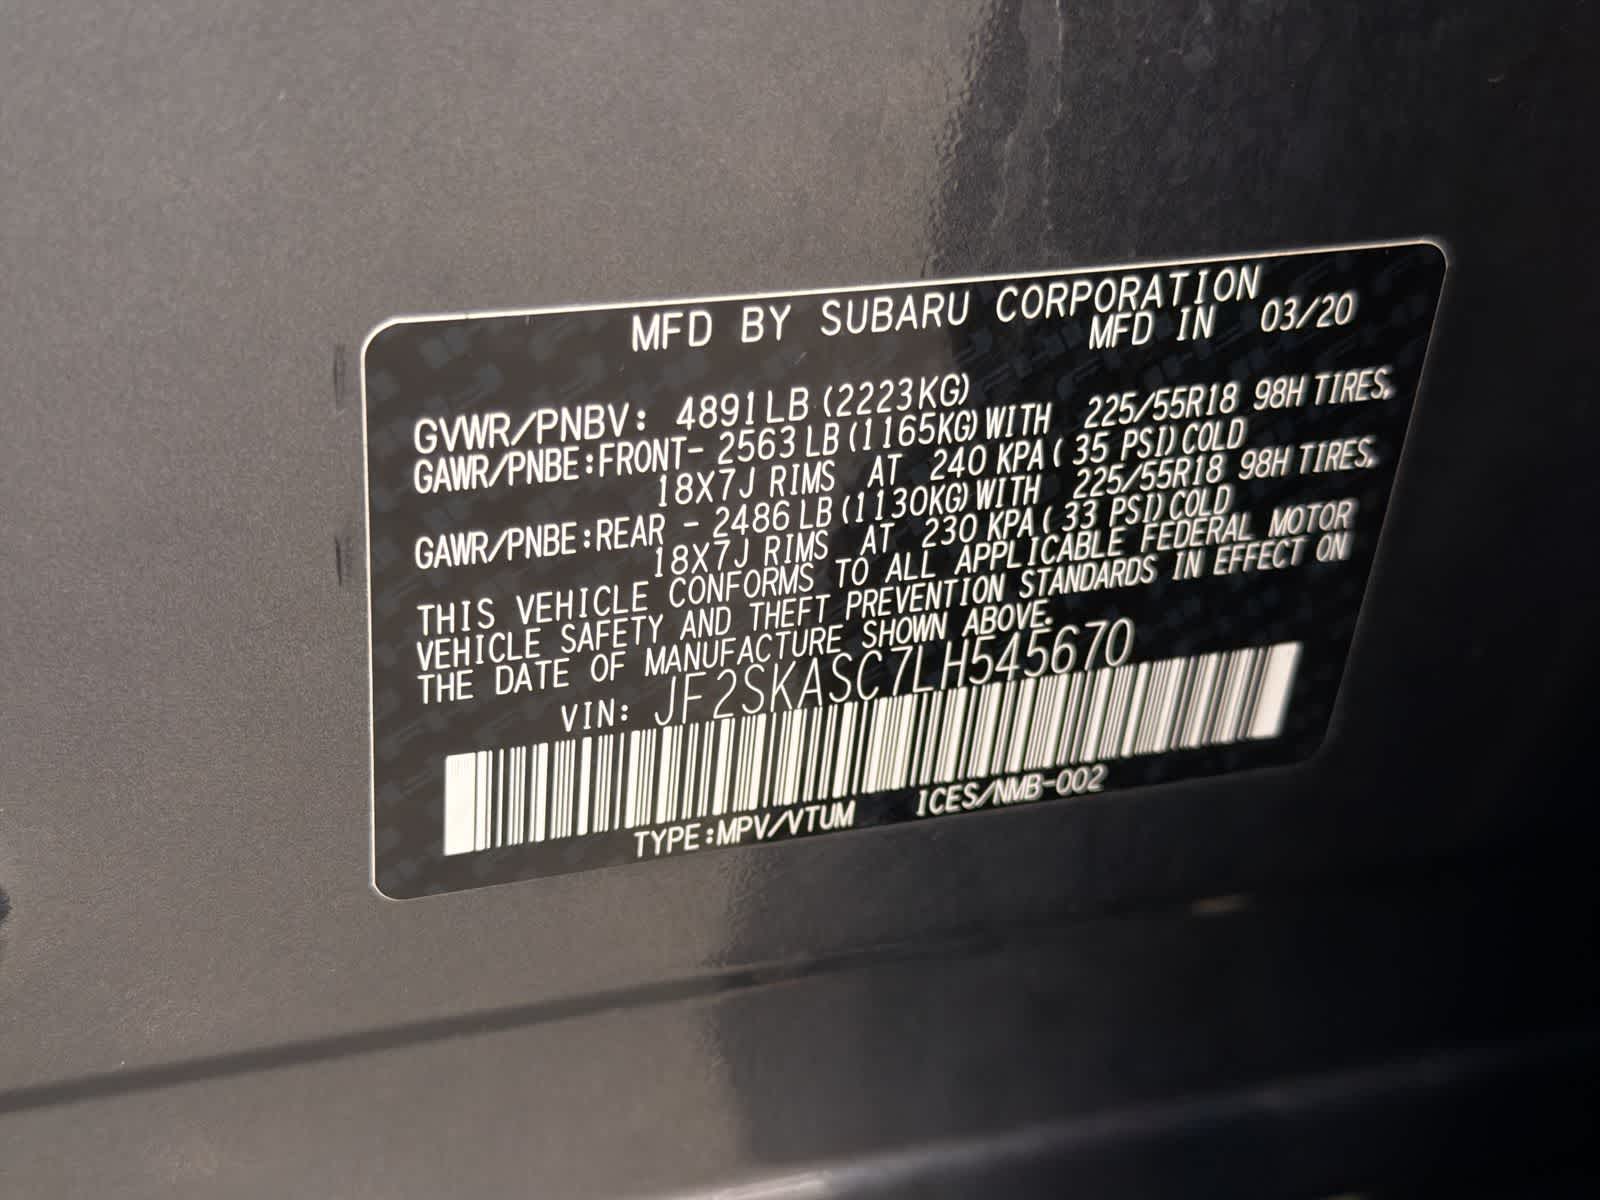 MFD BY SUBARU CORPORATION
MFD IN 03/20
GVWR/PNBV: 4891LB (2223KG)
GAWR/PNBE:FRONT- 2563 LB (1165KG) WITH 225/55R18 98H TIRES,
18X7J RIMS AT 240 KPA ( 35 PSI) COLD
GAWR/PNBE:REAR - 2486 LB (1130KG) WITH 225/55R18 98H TIRES,
18X7J RIMS AT 230 KPA ( 33 PSI) COLD
THIS VEHICLE CONFORMS TO ALL APPLICABLE FEDERAL MOTOR
VEHICLE SAFETY AND THEFT PREVENTION STANDARDS IN EFFECT ON
THE DATE OF MANUFACTURE SHOWN ABOVE.
VIN: JF2SKASC7LH545670
TYPE:MPV/VTUM ICES/NMB-002